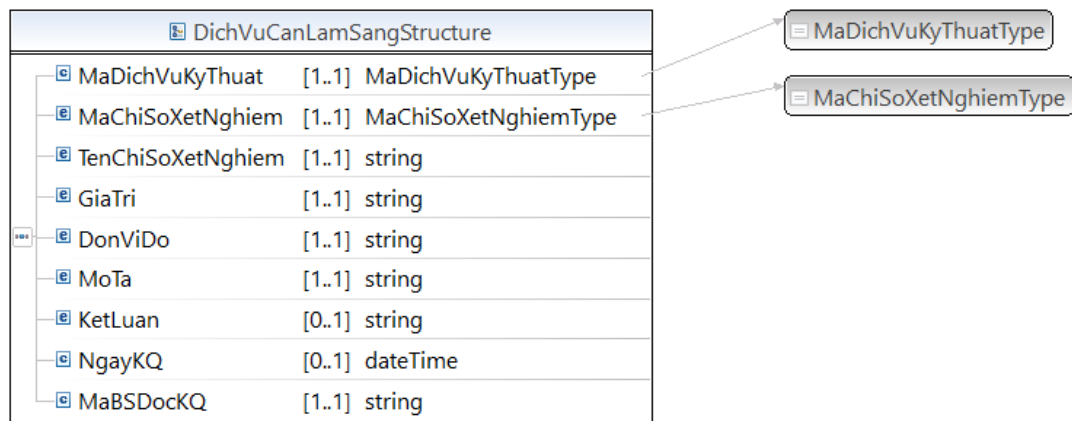 DichVuCanLamSangStructure
MaDichVuKyThuat [1..1] MaDichVuKyThuatType
MaChiSoXetNghiem [1..1] MaChiSoXetNghiemType
TenChiSoXetNghiem [1..1] string
GiaTri [1..1] string
DonViDo [1..1] string
MoTa [1..1] string
KetLuan [0..1] string
NgayKQ [0..1] dateTime
MaBSDocKQ [1..1] string
MaDichVuKyThuatType
MaChiSoXetNghiemType